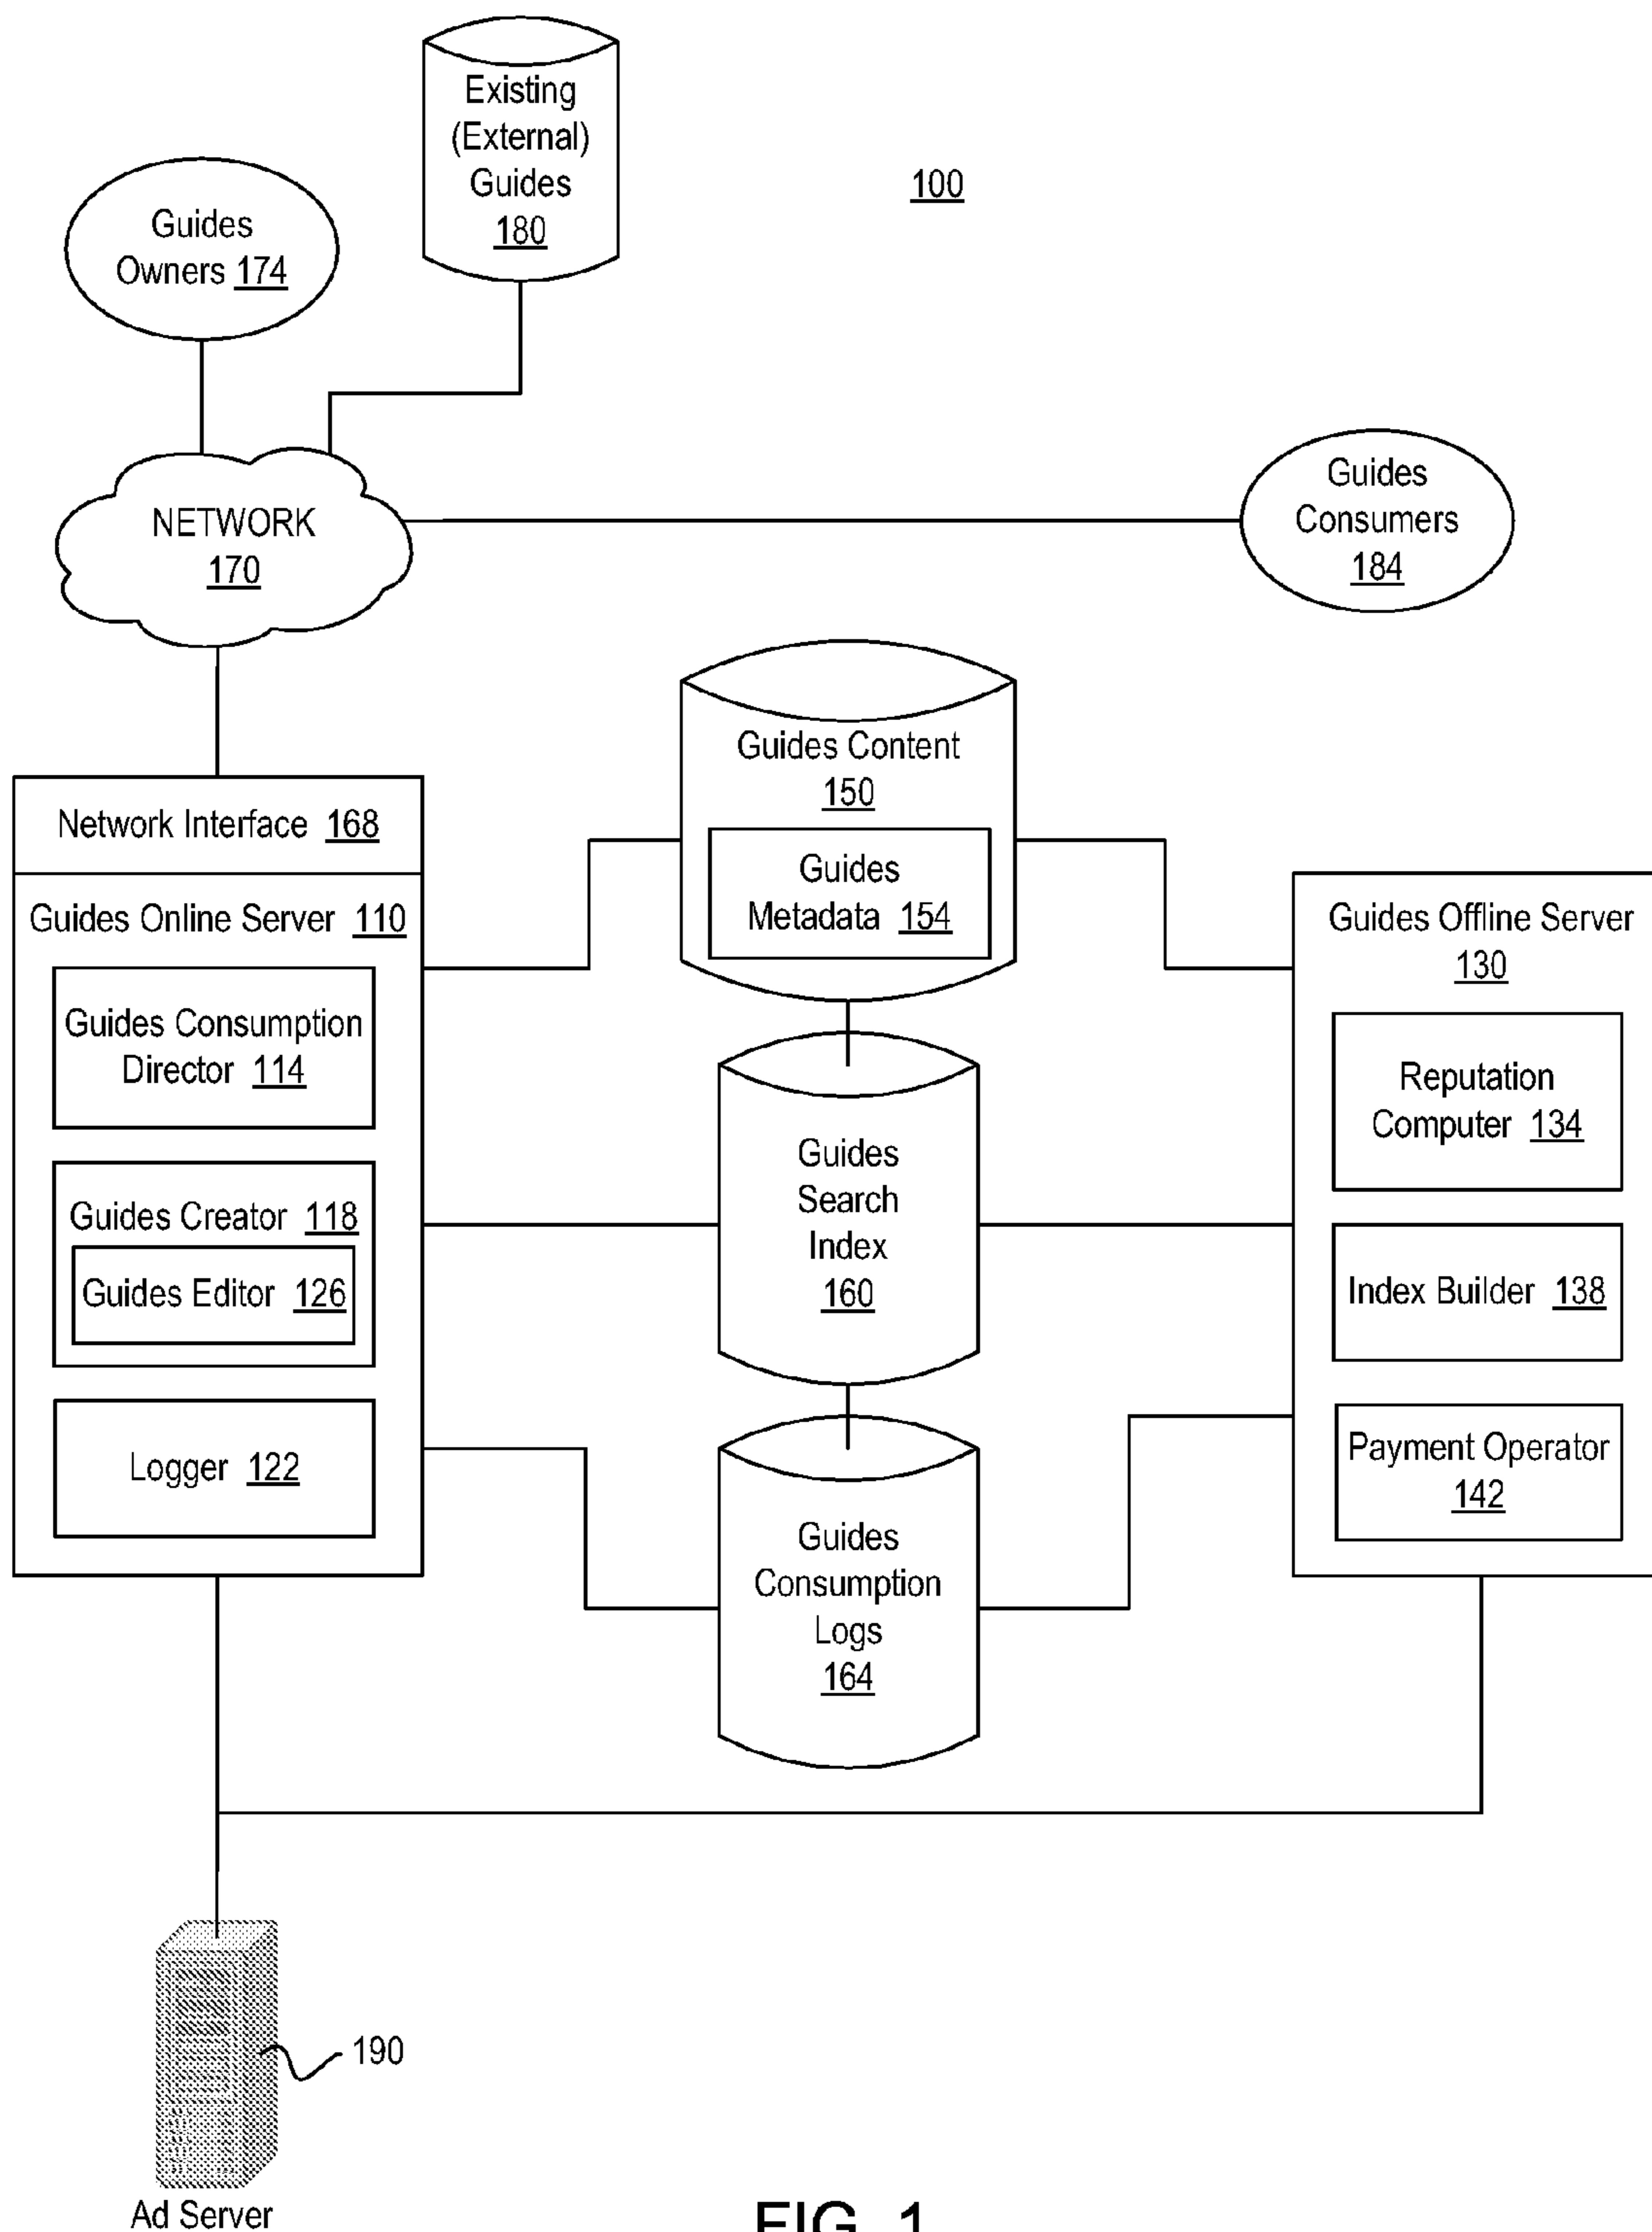 Existing
(External)
Guides
180
100
Guides
Owners 174
NETWORK
170
Guides
Consumers
184
Guides Content
150
Guides
Metadata 154
Network Interface 168
Guides Online Server 110
Guides Consumption
Director 114
Guides Creator 118
Guides Editor 126
Logger 122
Guides
Search
Index
160
Guides
Consumption
Logs
164
Guides Offline Server
130
Reputation
Computer 134
Index Builder 138
Payment Operator
142
190
Ad Server
FIG. 1